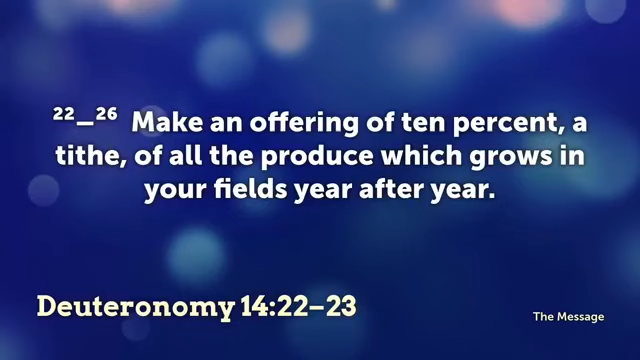 ²²–²⁶ Make an offering of ten percent, a
tithe, of all the produce which grows in
your fields year after year.
Deuteronomy 14:22–23
The Message